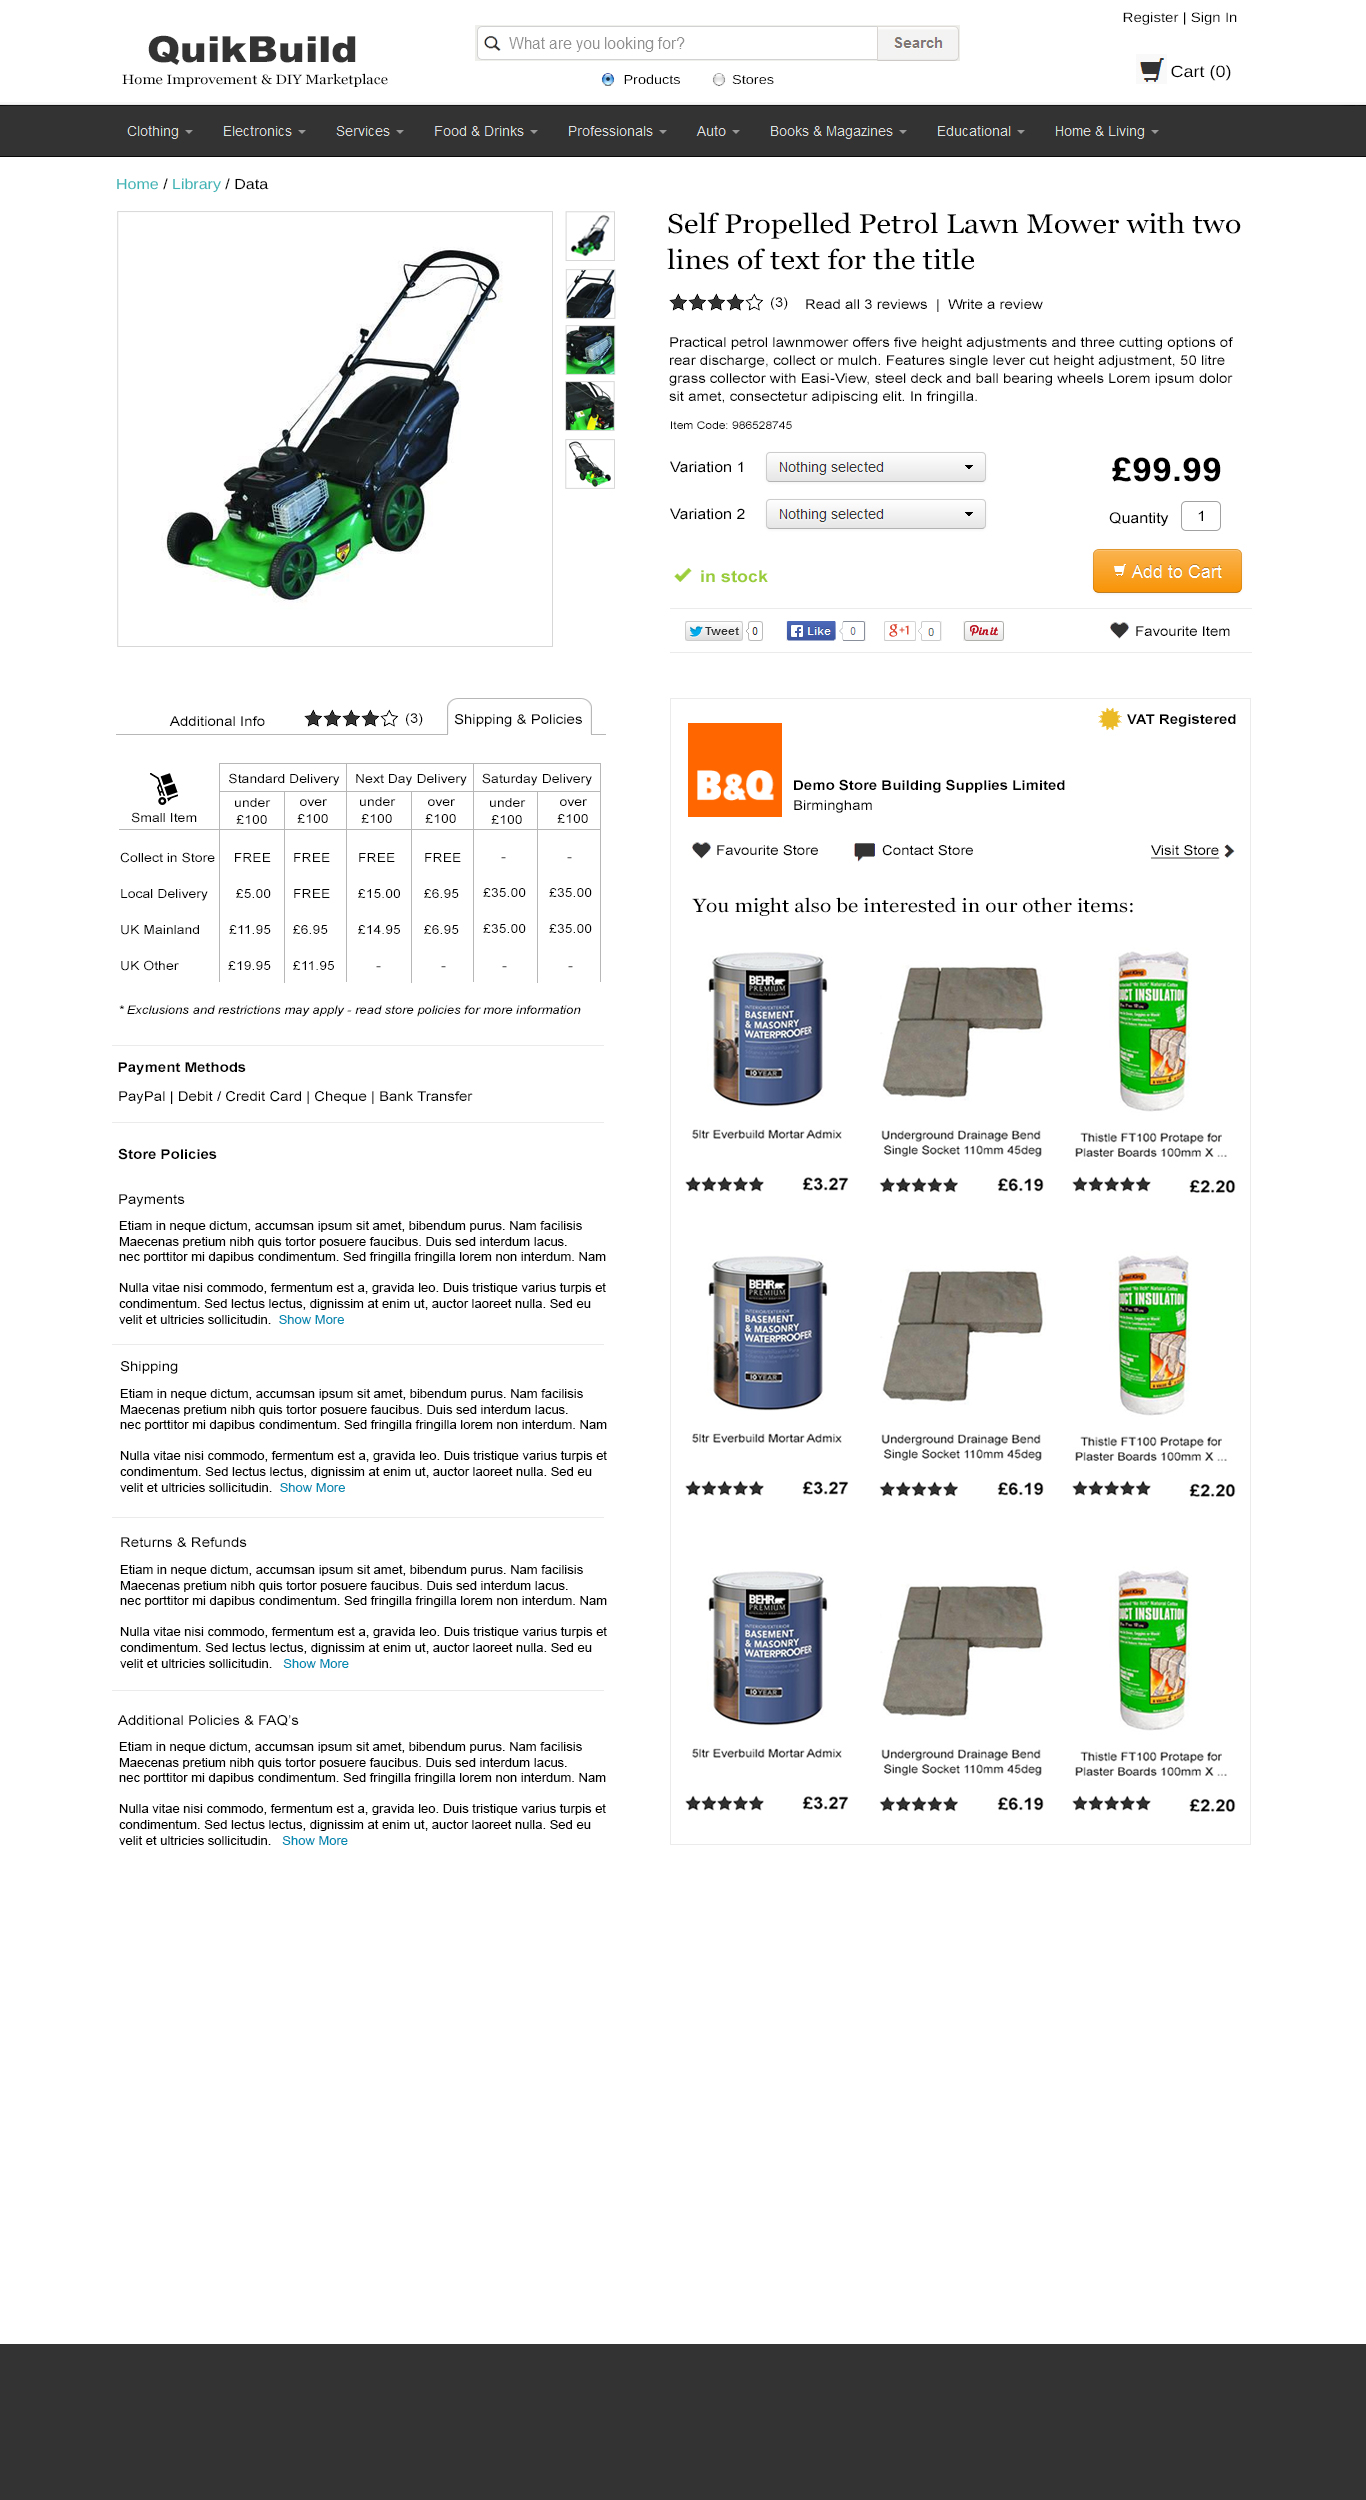 Register | Sign In
QuikBuild
Home Improvement & DIY Marketplace
What are you looking for?
Search
Products
Stores
Cart (0)
Clothing Electronics Services Food & Drinks Professionals Auto Books & Magazines Educational Home & Living
Home / Library / Data
Self Propelled Petrol Lawn Mower with two
lines of text for the title
(3) Read all 3 reviews | Write a review
Practical petrol lawnmower offers five height adjustments and three cutting options of
rear discharge, collect or mulch. Features single lever cut height adjustment, 50 litre
grass collector with Easi-View, steel deck and ball bearing wheels Lorem ipsum dolor
sit amet, consectetur adipiscing elit. In fringilla.
Item Code: 986528745
Variation 1 Nothing selected
£99.99
Variation 2 Nothing selected
Quantity 1
in stock
Add to Cart
Tweet 0 Like 0 g+1 0 Pinit Favourite Item
Additional Info (3) Shipping & Policies
Small Item
Standard Delivery Next Day Delivery Saturday Delivery
under £100 over £100 under £100 over £100 under £100 over £100
Collect in Store FREE FREE FREE FREE - -
Local Delivery £5.00 FREE £15.00 £6.95 £35.00 £35.00
UK Mainland £11.95 £6.95 £14.95 £6.95 £35.00 £35.00
UK Other £19.95 £11.95 - - - -
* Exclusions and restrictions may apply - read store policies for more information
Payment Methods
PayPal | Debit / Credit Card | Cheque | Bank Transfer
Store Policies
Payments
Etiam in neque dictum, accumsan ipsum sit amet, bibendum purus. Nam facilisis
Maecenas pretium nibh quis tortor posuere faucibus. Duis sed interdum lacus.
nec porttitor mi dapibus condimentum. Sed fringilla fringilla lorem non interdum. Nam
Nulla vitae nisi commodo, fermentum est a, gravida leo. Duis tristique varius turpis et
condimentum. Sed lectus lectus, dignissim at enim ut, auctor laoreet nulla. Sed eu
velit et ultricies sollicitudin. Show More
Shipping
Etiam in neque dictum, accumsan ipsum sit amet, bibendum purus. Nam facilisis
Maecenas pretium nibh quis tortor posuere faucibus. Duis sed interdum lacus.
nec porttitor mi dapibus condimentum. Sed fringilla fringilla lorem non interdum. Nam
Nulla vitae nisi commodo, fermentum est a, gravida leo. Duis tristique varius turpis et
condimentum. Sed lectus lectus, dignissim at enim ut, auctor laoreet nulla. Sed eu
velit et ultricies sollicitudin. Show More
Returns & Refunds
Etiam in neque dictum, accumsan ipsum sit amet, bibendum purus. Nam facilisis
Maecenas pretium nibh quis tortor posuere faucibus. Duis sed interdum lacus.
nec porttitor mi dapibus condimentum. Sed fringilla fringilla lorem non interdum. Nam
Nulla vitae nisi commodo, fermentum est a, gravida leo. Duis tristique varius turpis et
condimentum. Sed lectus lectus, dignissim at enim ut, auctor laoreet nulla. Sed eu
velit et ultricies sollicitudin. Show More
Additional Policies & FAQ's
Etiam in neque dictum, accumsan ipsum sit amet, bibendum purus. Nam facilisis
Maecenas pretium nibh quis tortor posuere faucibus. Duis sed interdum lacus.
nec porttitor mi dapibus condimentum. Sed fringilla fringilla lorem non interdum. Nam
Nulla vitae nisi commodo, fermentum est a, gravida leo. Duis tristique varius turpis et
condimentum. Sed lectus lectus, dignissim at enim ut, auctor laoreet nulla. Sed eu
velit et ultricies sollicitudin. Show More
VAT Registered
B&Q
Demo Store Building Supplies Limited
Birmingham
Favourite Store Contact Store Visit Store
You might also be interested in our other items:
BEHR
PREMIUM
BASEMENT
& MASONRY
WATERPROOFER
10 YEAR
UCT INSULATION
5ltr Everbuild Mortar Admix
Underground Drainage Bend
Single Socket 110mm 45deg
Thistle FT100 Protape for
Plaster Boards 100mm X ...
£3.27 £6.19 £2.20
BEHR
PREMIUM
BASEMENT
& MASONRY
WATERPROOFER
10 YEAR
UCT INSULATION
5ltr Everbuild Mortar Admix
Underground Drainage Bend
Single Socket 110mm 45deg
Thistle FT100 Protape for
Plaster Boards 100mm X ...
£3.27 £6.19 £2.20
BEHR
PREMIUM
BASEMENT
& MASONRY
WATERPROOFER
10 YEAR
UCT INSULATION
5ltr Everbuild Mortar Admix
Underground Drainage Bend
Single Socket 110mm 45deg
Thistle FT100 Protape for
Plaster Boards 100mm X ...
£3.27 £6.19 £2.20